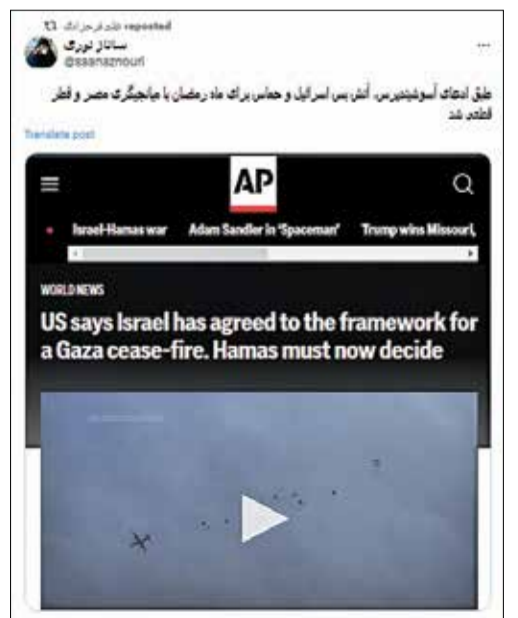 reposted
ساناز نوری
@saanaznouri
طبق ادعای آسوشیتدپرس، آتش بس اسرائیل و حماس برای ماه رمضان با میانجیگری مصر و قطر
قطعی شد
Translate post
AP
Israel-Hamas war Adam Sandler in 'Spaceman' Trump wins Missouri,
WORLD NEWS
US says Israel has agreed to the framework for
a Gaza cease-fire. Hamas must now decide